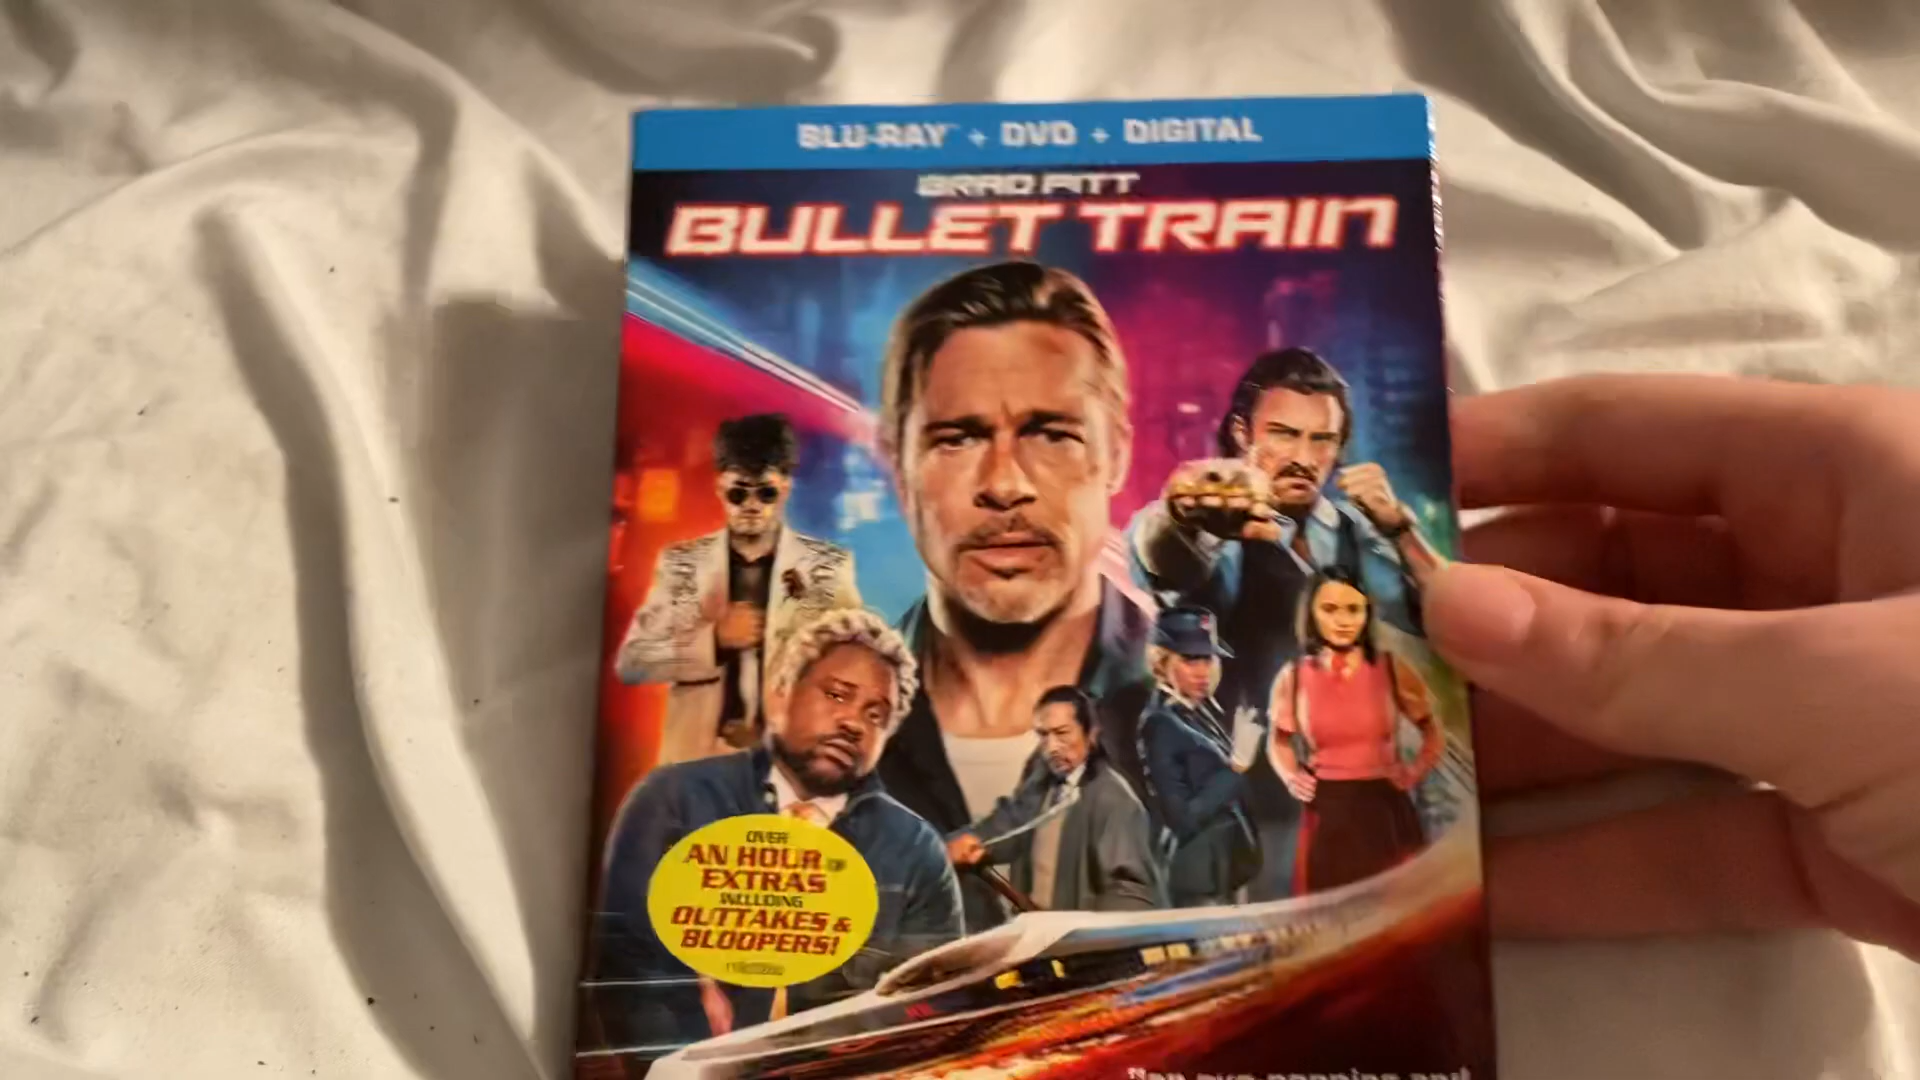 BLU-RAY + DVD + DIGITAL
BRAD PITT
BULLET TRAIN
OVER
AN HOUR OF
EXTRAS
INCLUDING
OUTTAKES &
BLOOPERS!